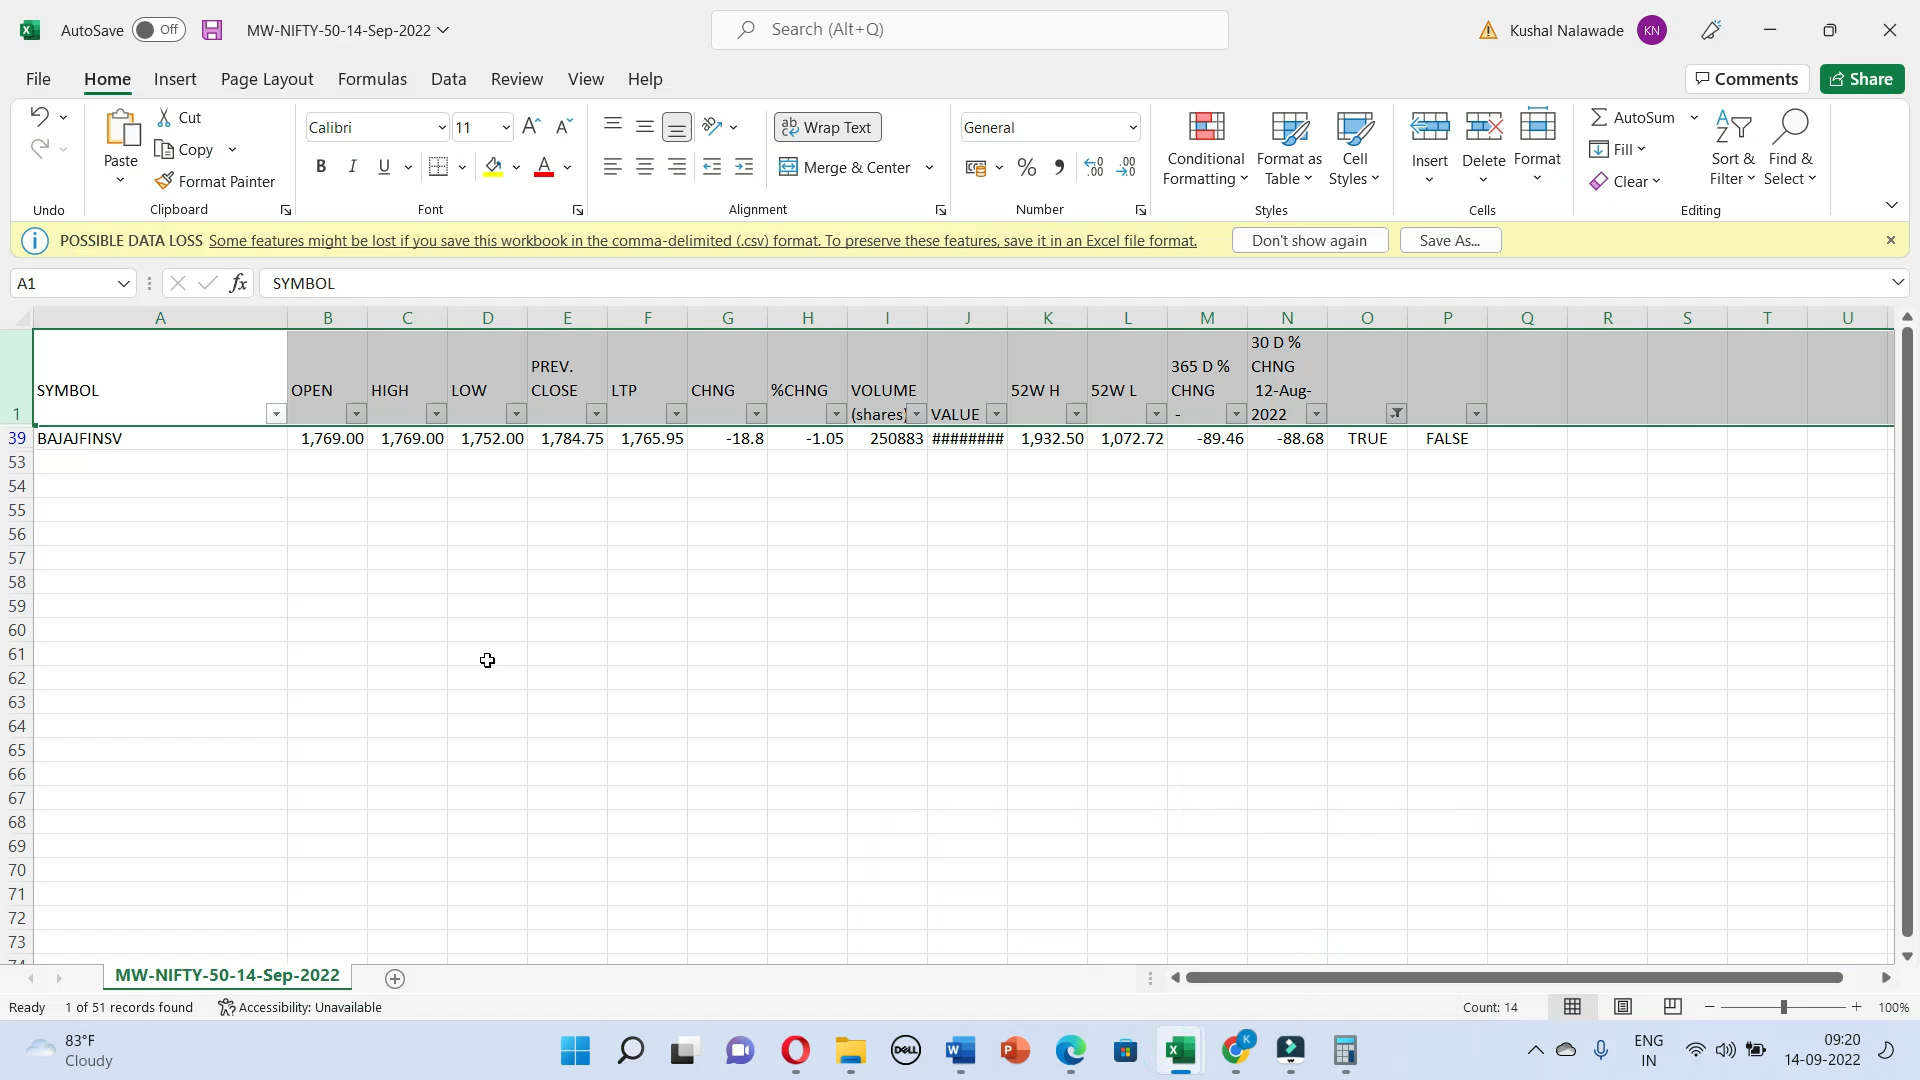 AutoSave Off MW-NIFTY-50-14-Sep-2022 Search (Alt+Q) Kushal Nalawade KN
File Home Insert Page Layout Formulas Data Review View Help Comments Share
Cut
Copy
Format Painter
Paste
Calibri 11
B I U A
ab Wrap Text
Merge & Center
General
% 9 .00 .00
Conditional Formatting
Format as Table
Cell Styles
Insert Delete Format
AutoSum
Fill
Clear
Sort & Filter
Find & Select
Undo Clipboard Font Alignment Number Styles Cells Editing
POSSIBLE DATA LOSS Some features might be lost if you save this workbook in the comma-delimited (.csv) format. To preserve these features, save it in an Excel file format. Don't show again Save As...
A1 fx SYMBOL
A B C D E F G H I J K L M N O P Q R S T U
1 SYMBOL OPEN HIGH LOW PREV. CLOSE LTP CHNG %CHNG VOLUME (shares) VALUE 52W H 52W L 365 D % CHNG - 30 D % CHNG 12-Aug-2022
39 BAJAJFINSV 1,769.00 1,769.00 1,752.00 1,784.75 1,765.95 -18.8 -1.05 250883 ######## 1,932.50 1,072.72 -89.46 -88.68 TRUE FALSE
53
54
55
56
57
58
59
60
61
62
63
64
65
66
67
68
69
70
71
72
73
74
MW-NIFTY-50-14-Sep-2022
Ready 1 of 51 records found Accessibility: Unavailable Count: 14 100%
83°F
Cloudy
DELL
W P X K
ENG
IN
09:20
14-09-2022